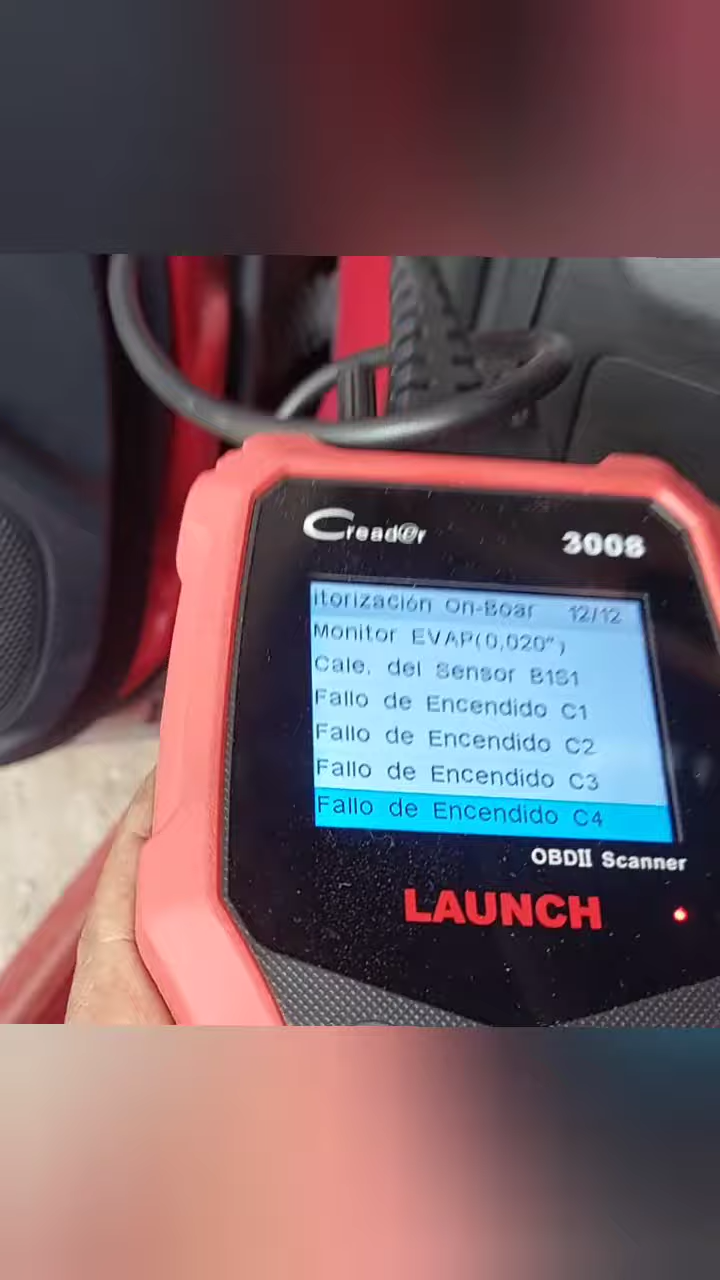 Cread@r 3008
itorización On-Boar 12/12
Monitor EVAP(0,020")
Cale. del Sensor B1S1
Fallo de Encendido C1
Fallo de Encendido C2
Fallo de Encendido C3
Fallo de Encendido C4
OBDII Scanner
LAUNCH